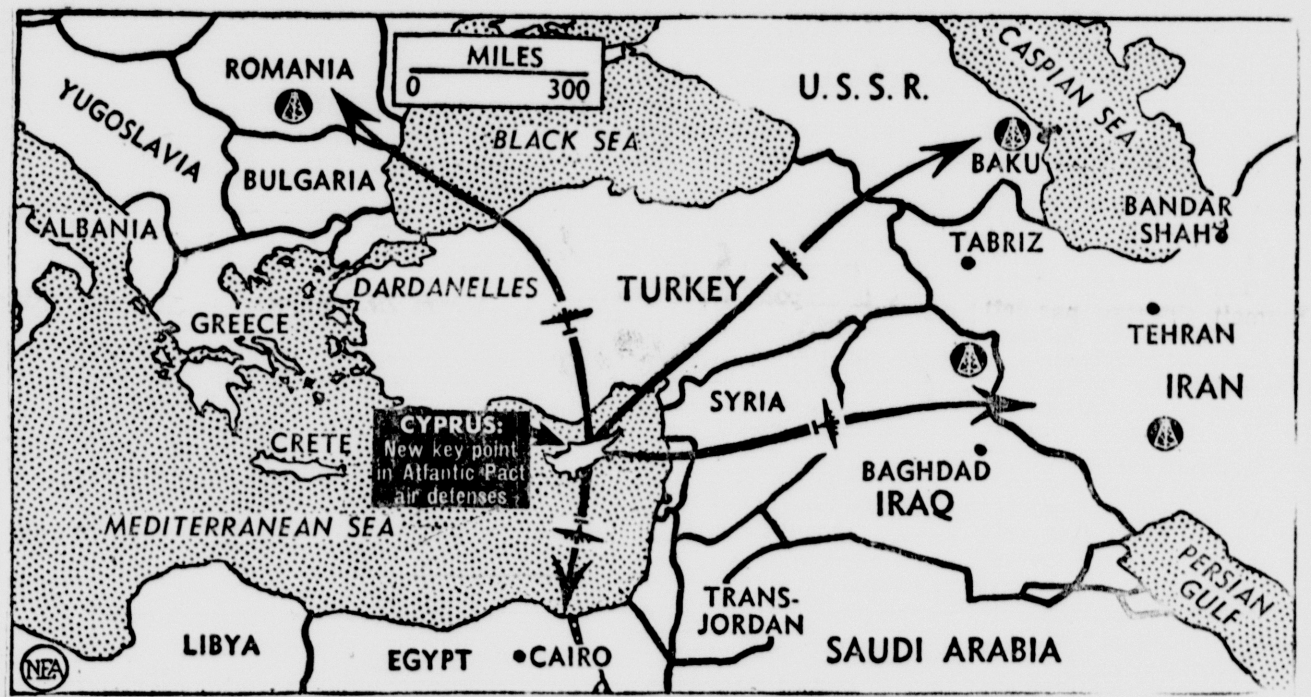 ROMANIA
MILES
0 300
U. S. S. R.
CASPIAN SEA
YUGOSLAVIA
BLACK SEA
BAKU
BULGARIA
BANDAR
SHAH
ALBANIA
TABRIZ
DARDANELLES
TURKEY
GREECE
TEHRAN
IRAN
SYRIA
CYPRUS:
New key point
in Atlantic Pact
air defenses
CRETE
BAGHDAD
IRAQ
MEDITERRANEAN SEA
PERSIAN
GULF
TRANS-
JORDAN
LIBYA
EGYPT
CAIRO
SAUDI ARABIA
NEA